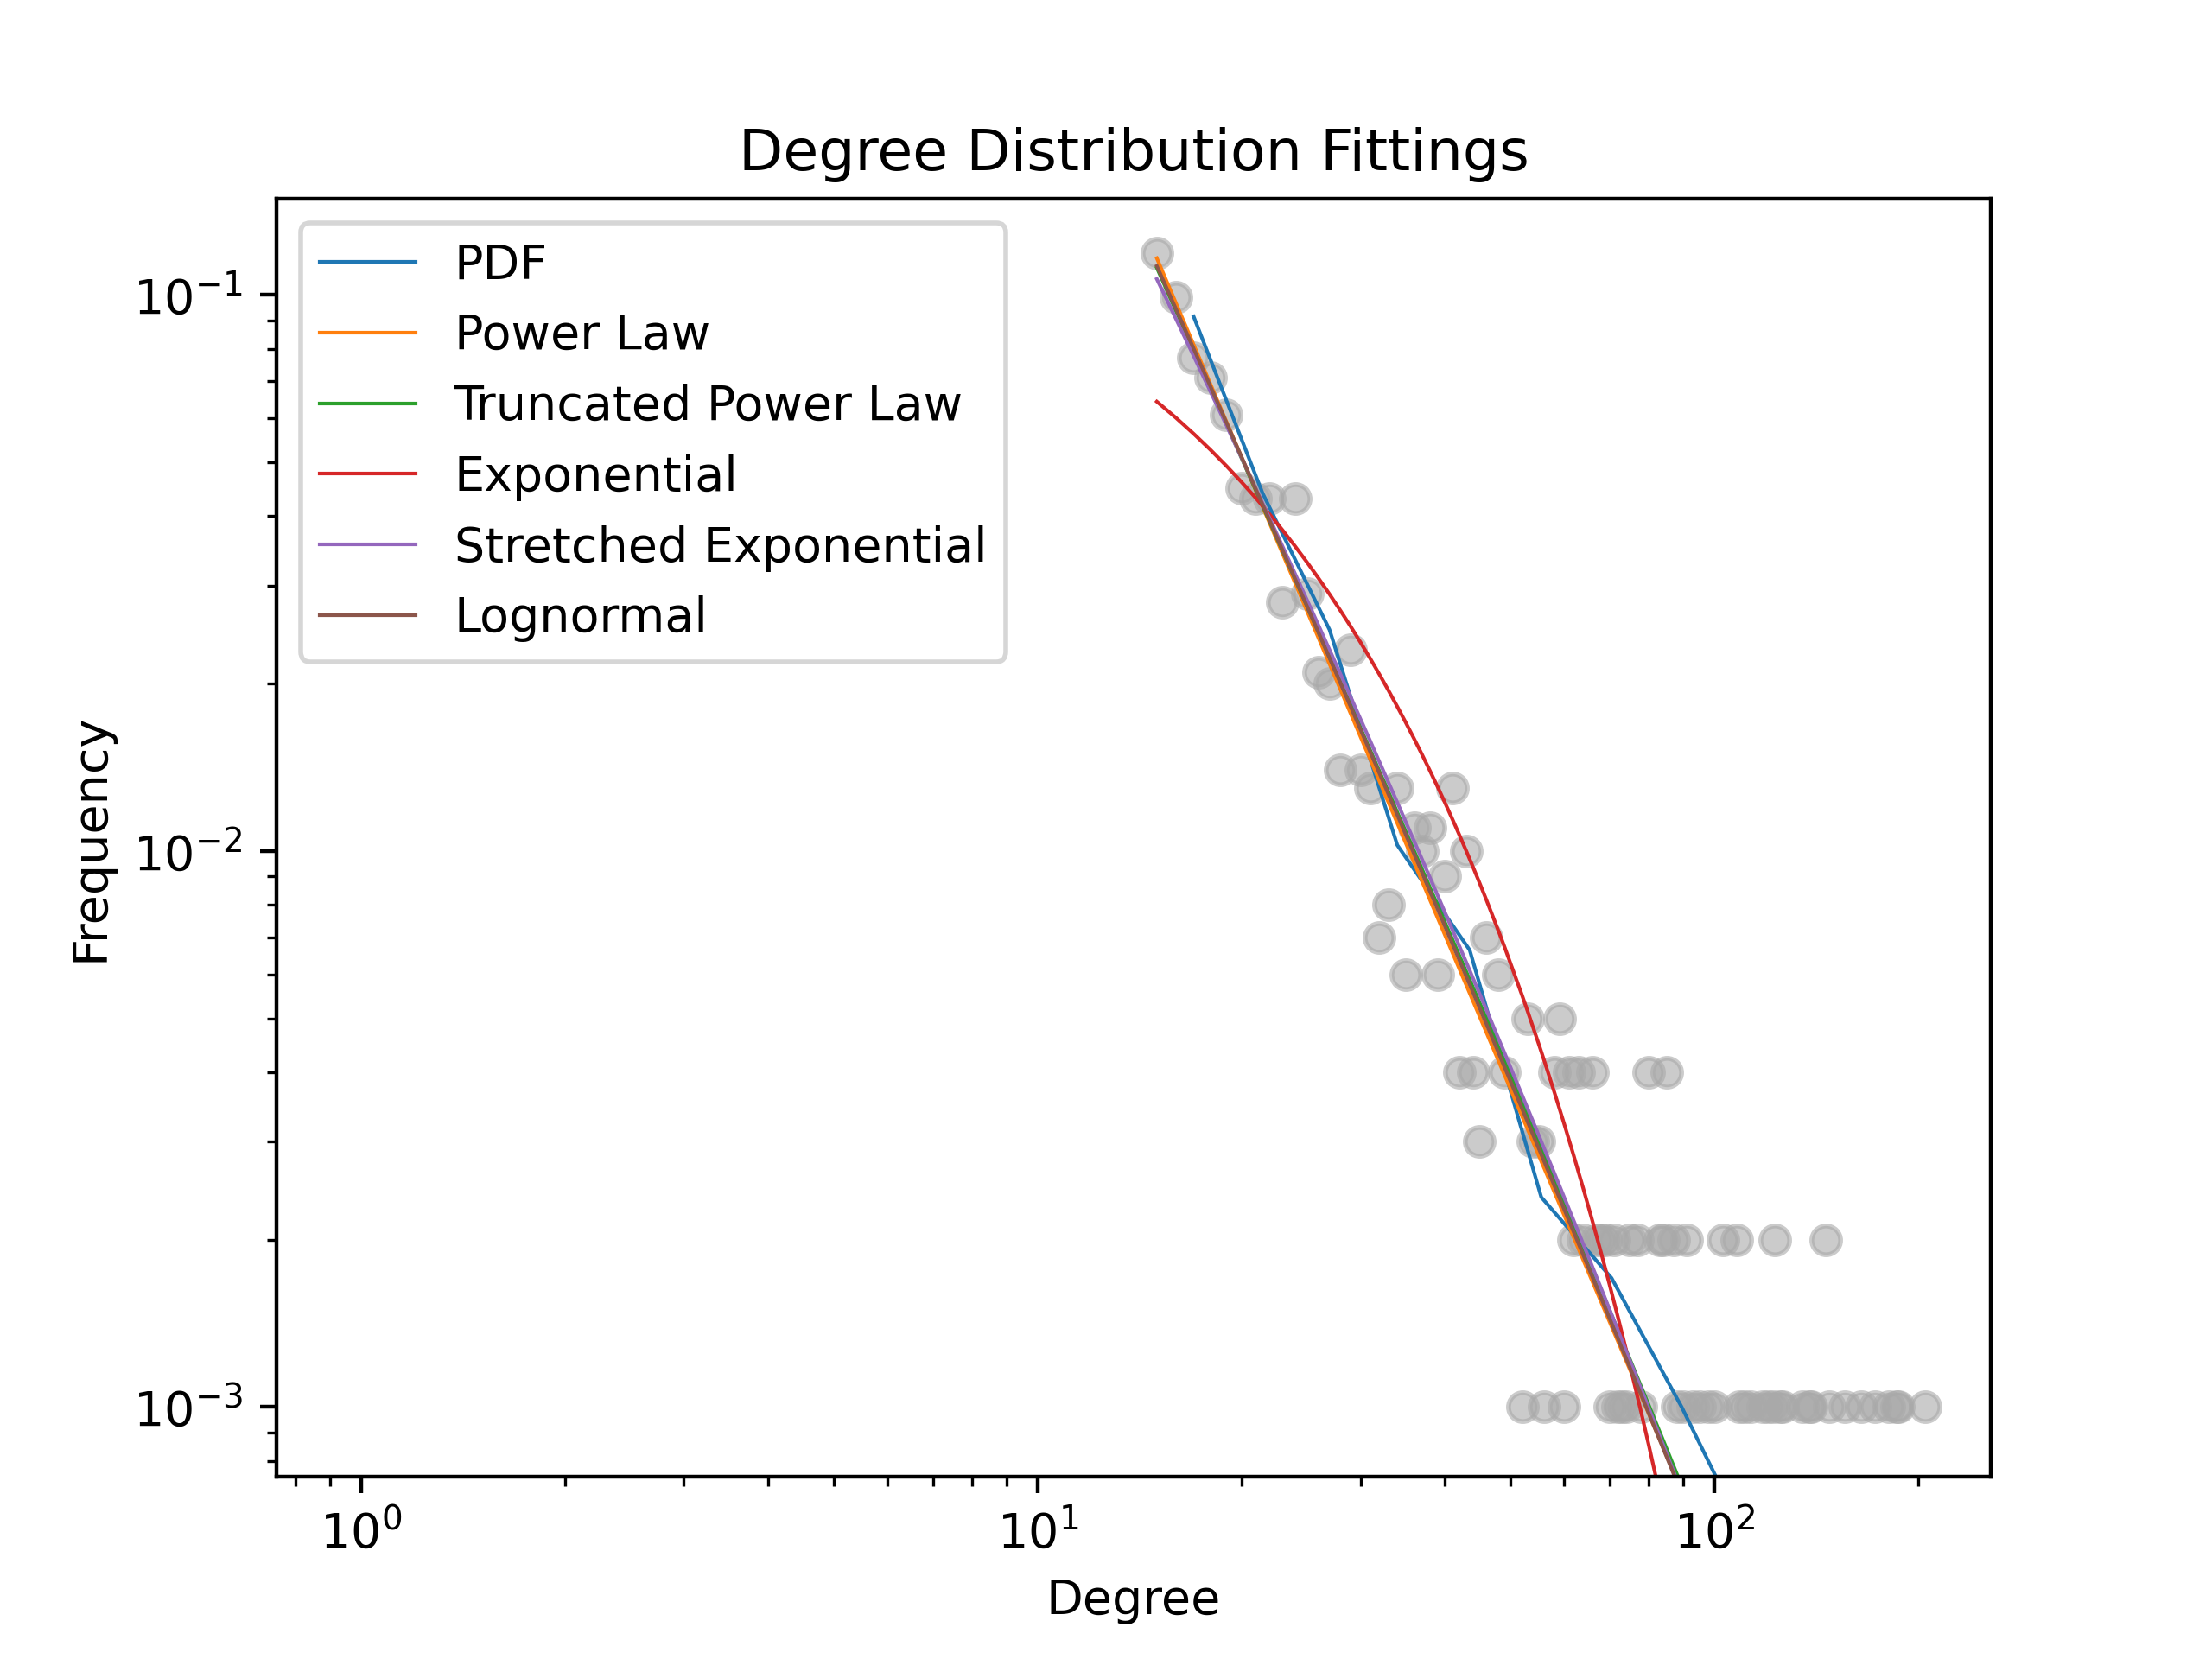 Degree Distribution Fittings
PDF
Power Law
Truncated Power Law
Exponential
Stretched Exponential
Lognormal
Frequency
10⁻¹
10⁻²
10⁻³
10⁰ 10¹ 10²
Degree